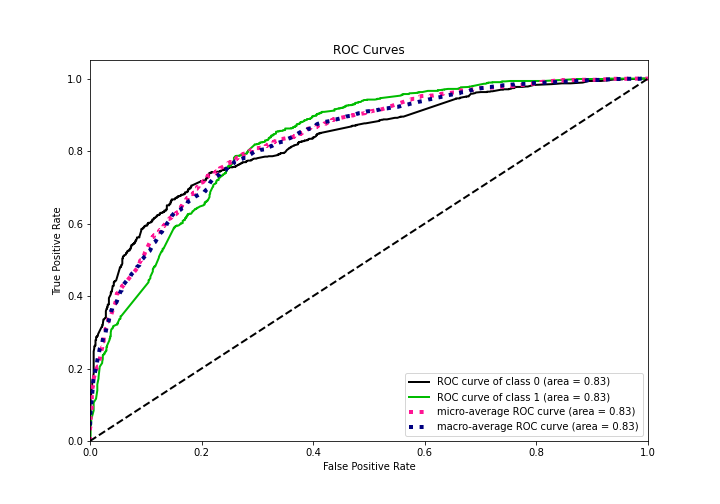 ROC Curves
True Positive Rate
1.0
0.8
0.6
0.4
0.2
0.0
ROC curve of class 0 (area = 0.83)
ROC curve of class 1 (area = 0.83)
micro-average ROC curve (area = 0.83)
macro-average ROC curve (area = 0.83)
0.0 0.2 0.4 0.6 0.8 1.0
False Positive Rate